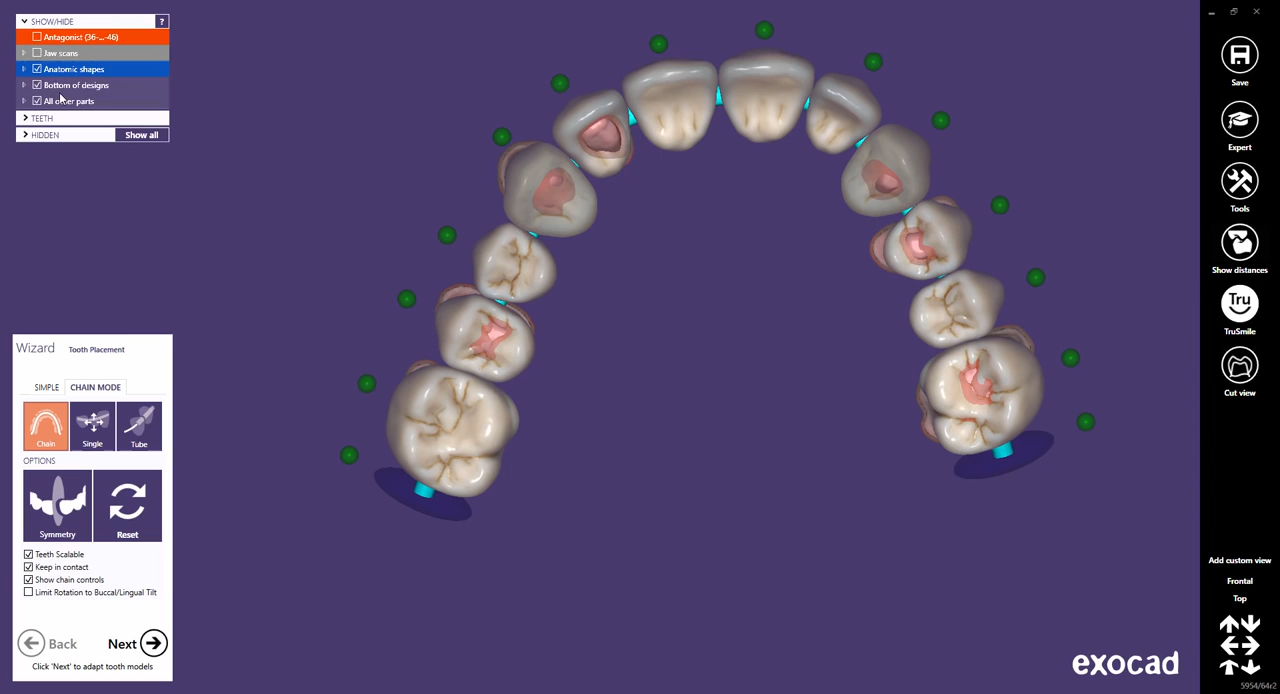 SHOW/HIDE ?
Antagonist (36-...-46)
Jaw scans
Anatomic shapes
Bottom of designs
All other parts
TEETH
HIDDEN Show all
Wizard Tooth Placement
SIMPLE CHAIN MODE
Chain Single Tube
OPTIONS
Symmetry Reset
Teeth Scalable
Keep in contact
Show chain controls
Limit Rotation to Buccal/Lingual Tilt
Back Next
Click 'Next' to adapt tooth models
Save
Expert
Tools
Show distances
Tru
TruSmile
Cut view
Add custom view
Frontal
Top
exocad
5954/64r2